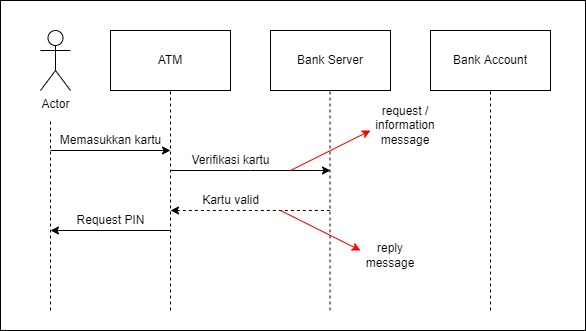 ATM
Bank Server
Bank Account
Actor
request /
information
message
Memasukkan kartu
Verifikasi kartu
Kartu valid
Request PIN
reply
message